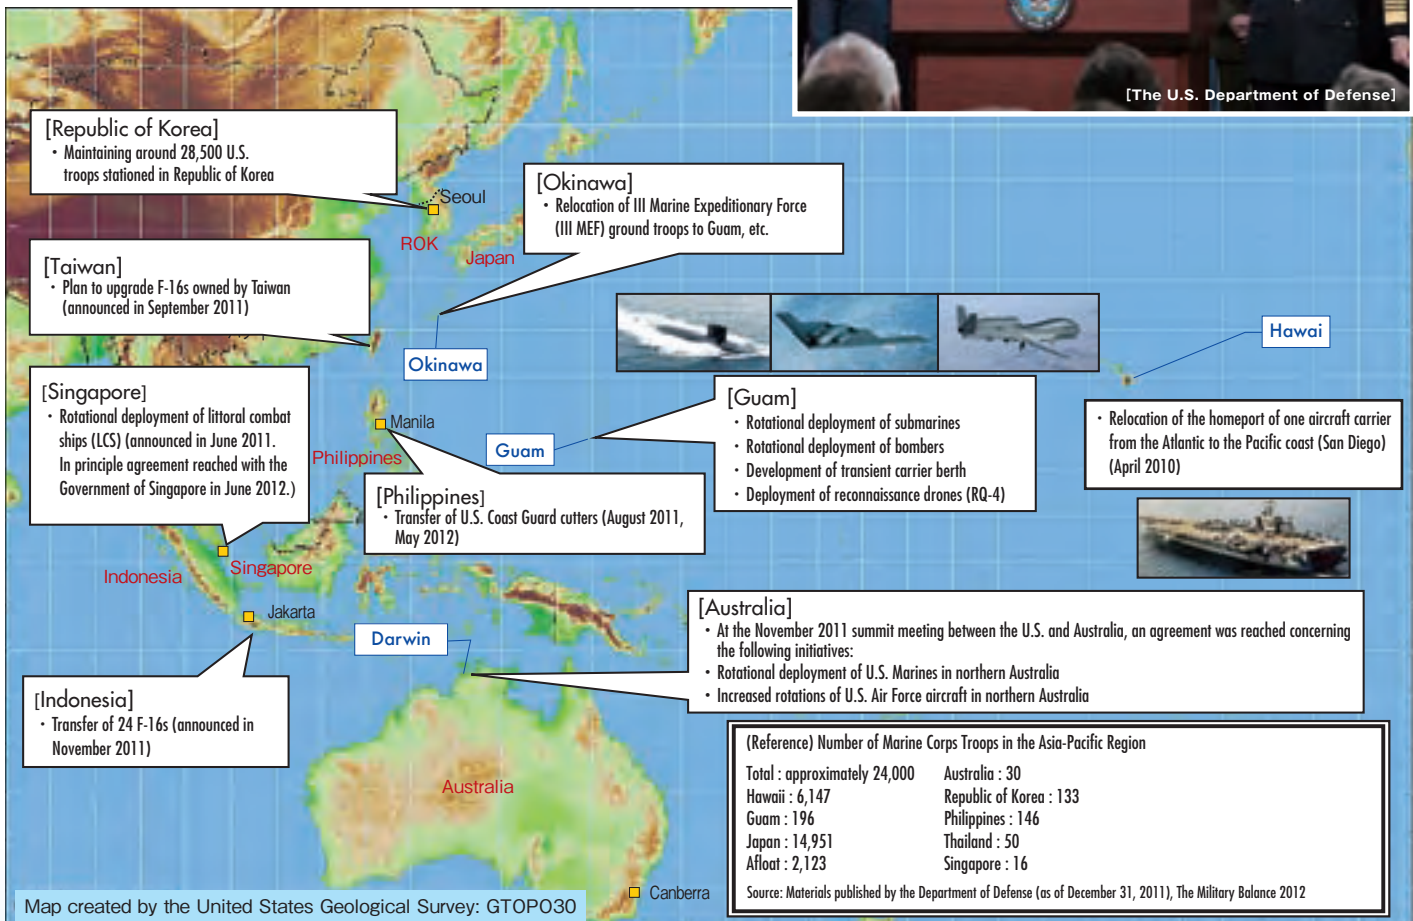 [The U.S. Department of Defense]
[Republic of Korea]
・ Maintaining around 28,500 U.S.
troops stationed in Republic of Korea
Seoul
ROK
Japan
[Okinawa]
・ Relocation of III Marine Expeditionary Force
(III MEF) ground troops to Guam, etc.
[Taiwan]
・ Plan to upgrade F-16s owned by Taiwan
(announced in September 2011)
Okinawa
Hawai
[Singapore]
・ Rotational deployment of littoral combat
ships (LCS) (announced in June 2011.
In principle agreement reached with the
Government of Singapore in June 2012.)
Manila
Philippines
Guam
[Guam]
・ Rotational deployment of submarines
・ Rotational deployment of bombers
・ Development of transient carrier berth
・ Deployment of reconnaissance drones (RQ-4)
・ Relocation of the homeport of one aircraft carrier
from the Atlantic to the Pacific coast (San Diego)
(April 2010)
[Philippines]
・ Transfer of U.S. Coast Guard cutters (August 2011,
May 2012)
Indonesia
Singapore
Jakarta
Darwin
[Australia]
・ At the November 2011 summit meeting between the U.S. and Australia, an agreement was reached concerning
the following initiatives:
・ Rotational deployment of U.S. Marines in northern Australia
・ Increased rotations of U.S. Air Force aircraft in northern Australia
[Indonesia]
・ Transfer of 24 F-16s (announced in
November 2011)
Australia
Canberra
(Reference) Number of Marine Corps Troops in the Asia-Pacific Region
Total : approximately 24,000 Australia : 30
Hawaii : 6,147 Republic of Korea : 133
Guam : 196 Philippines : 146
Japan : 14,951 Thailand : 50
Afloat : 2,123 Singapore : 16
Source: Materials published by the Department of Defense (as of December 31, 2011), The Military Balance 2012
Map created by the United States Geological Survey: GTOPO30